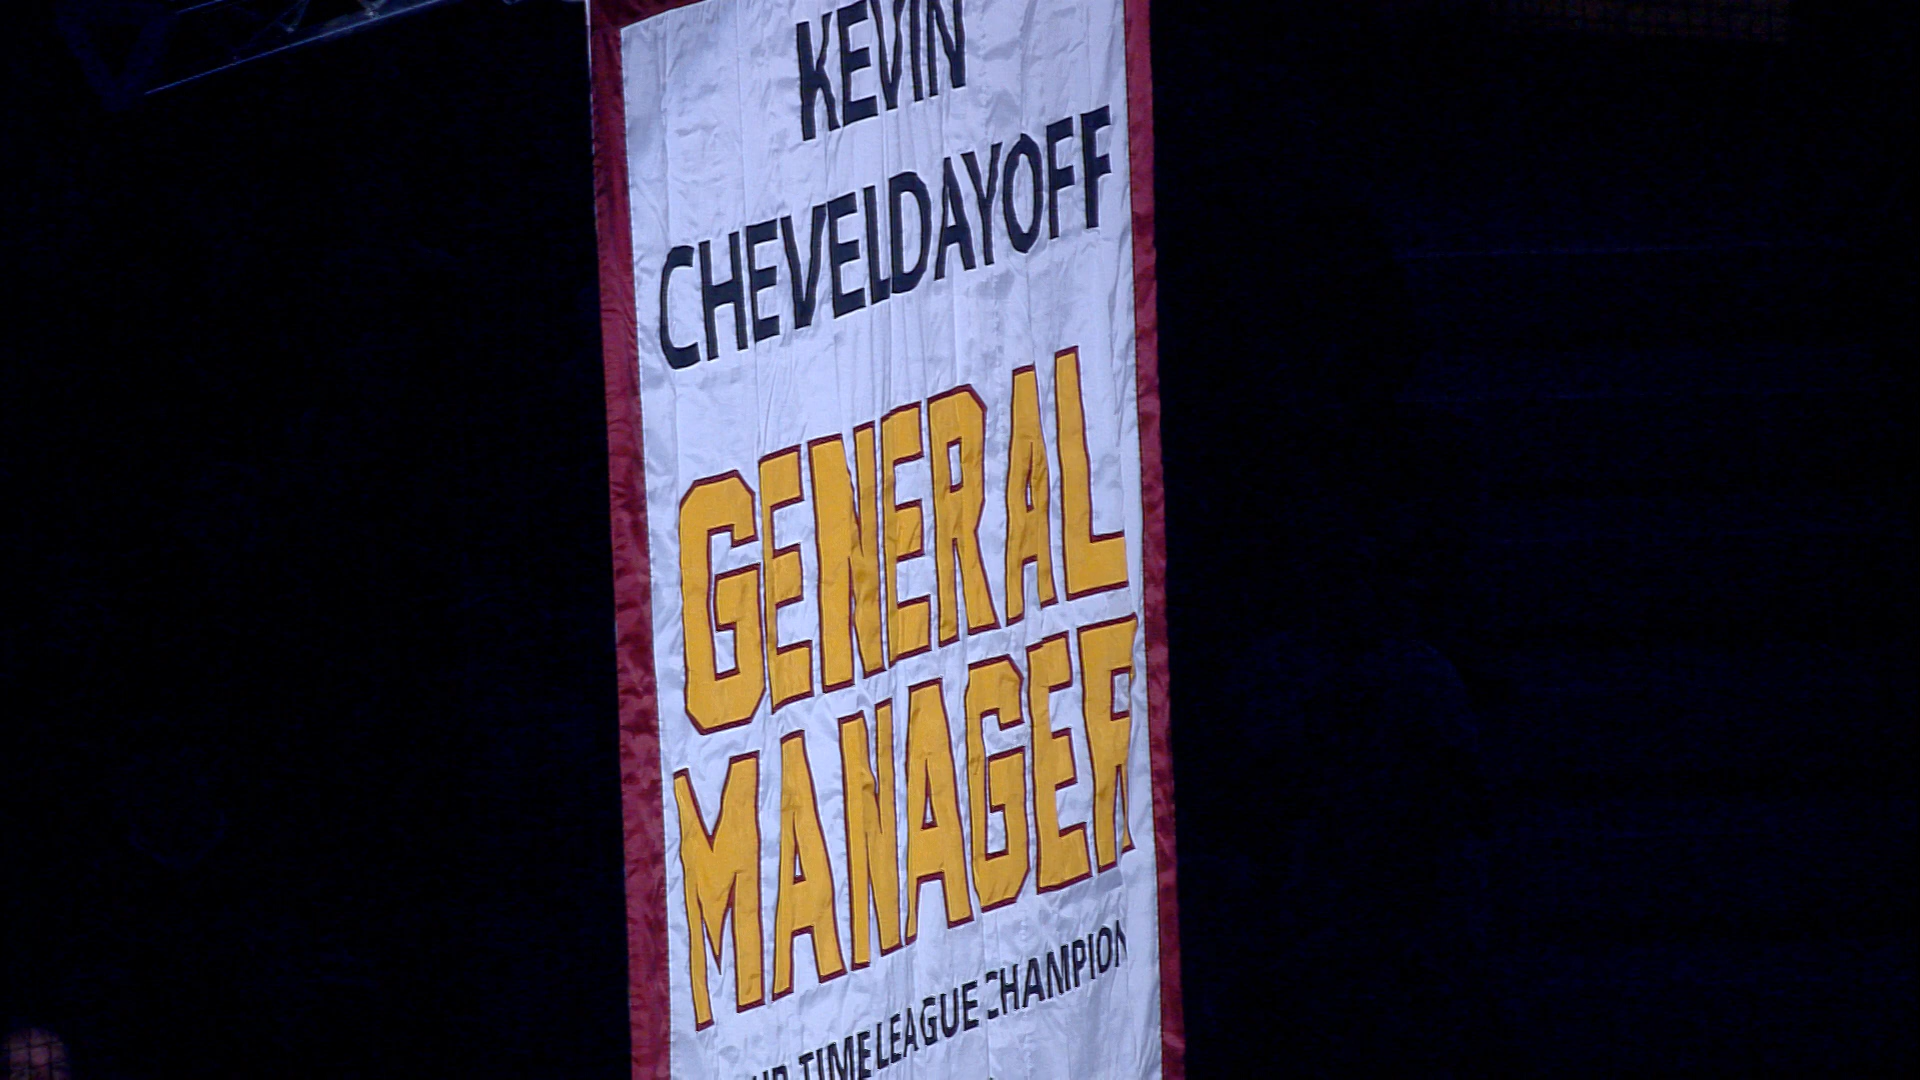 KEVIN
CHEVELDAYOFF
GENERAL
MANAGER
TIME LEAGUE CHAMPION